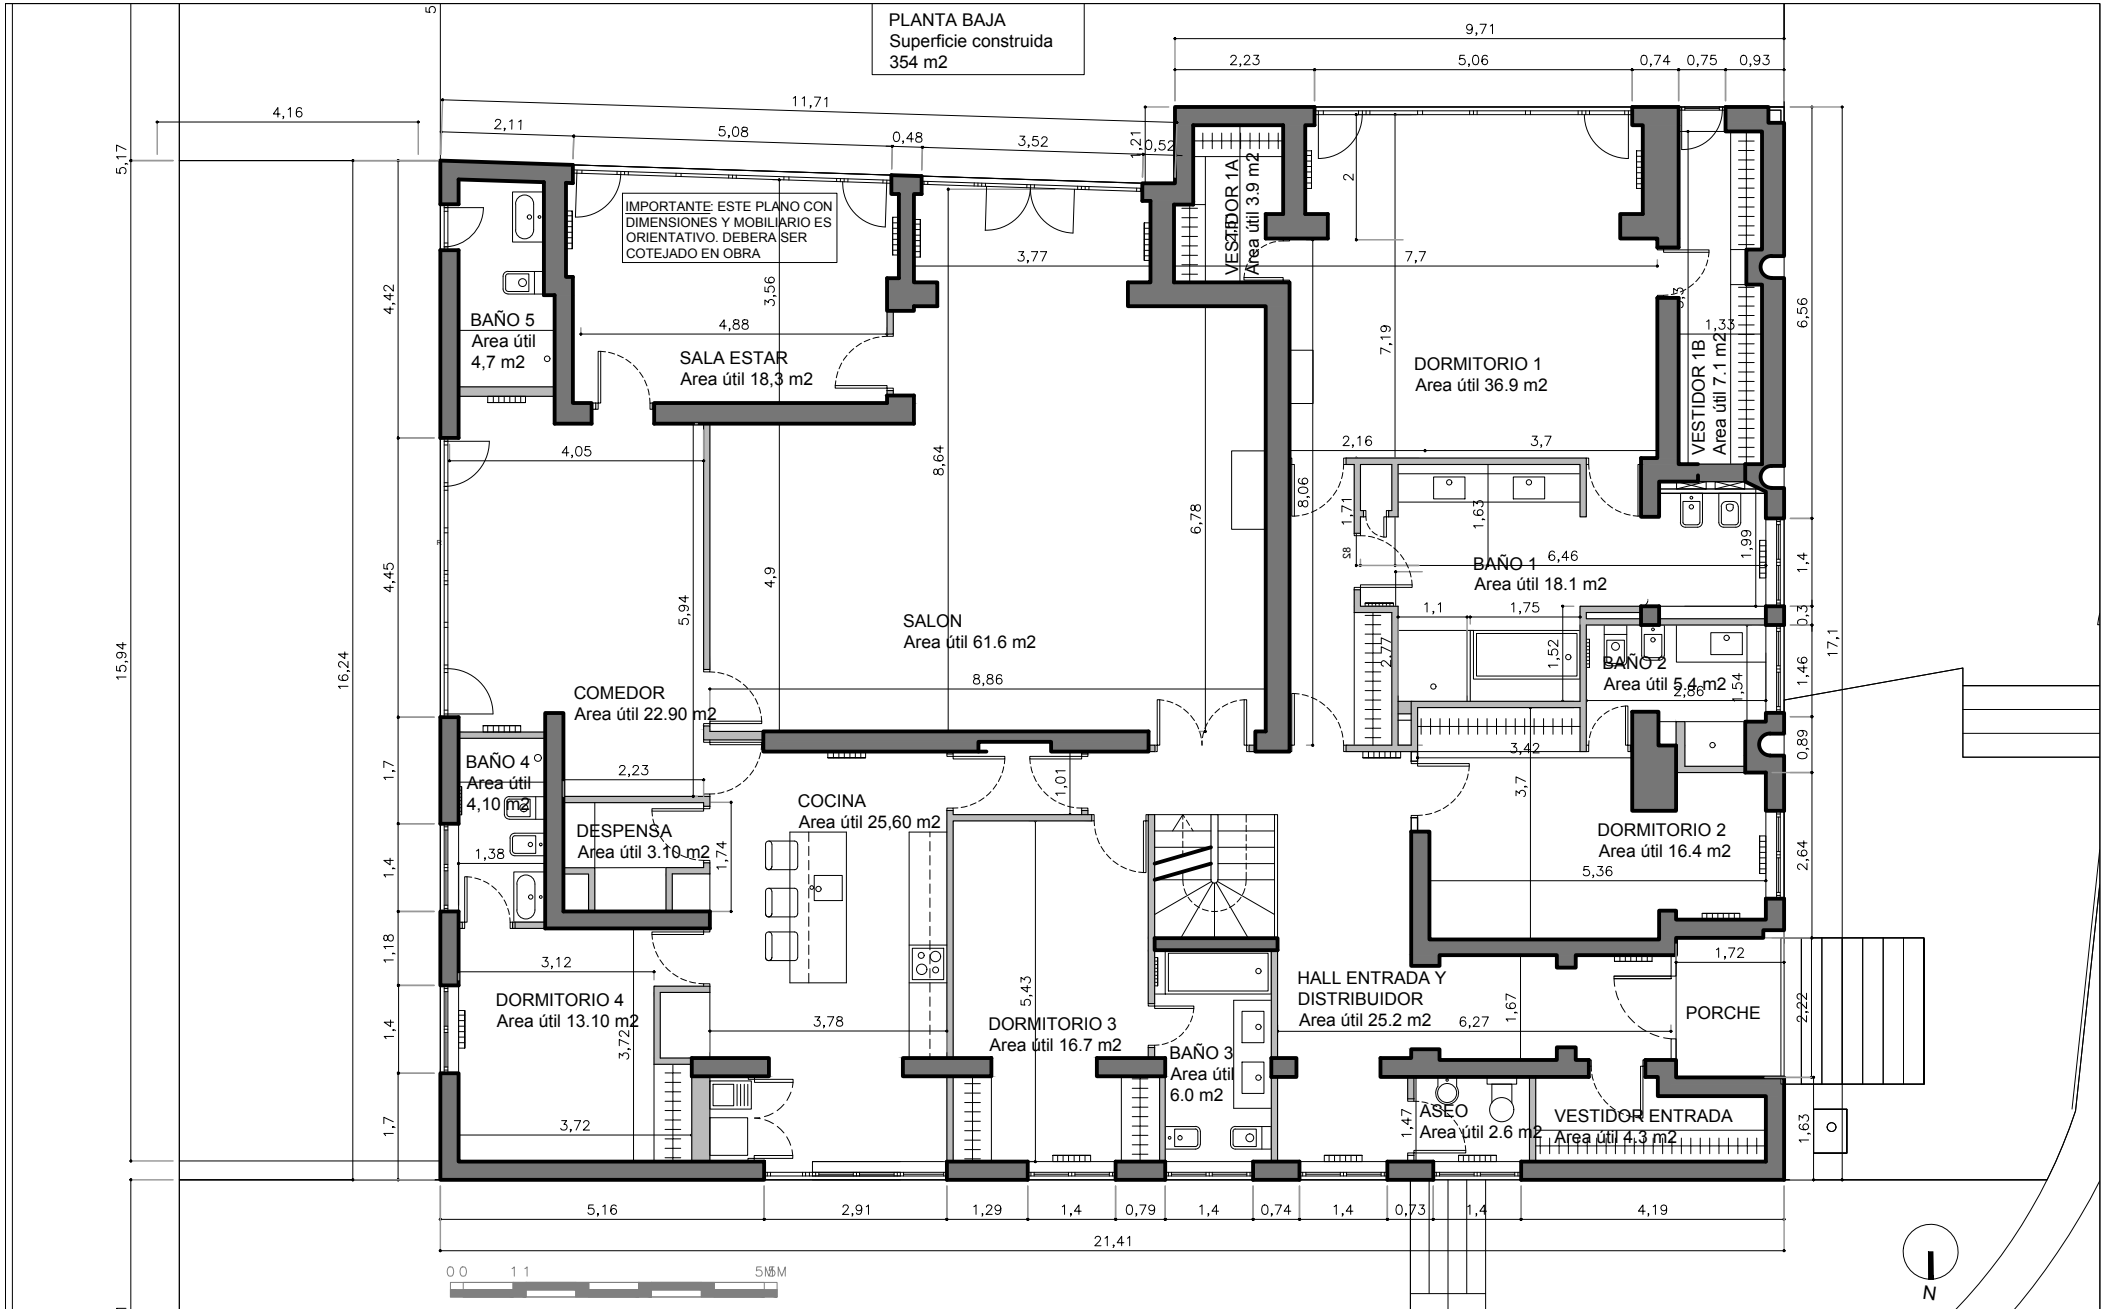 PLANTA BAJA
Superficie construida
354 m2
9,71
2,23
5,06
0,74
0,75
0,93
11,71
4,16
2,11
5,08
0,48
3,52
0,52
1,21
5
5,17
IMPORTANTE: ESTE PLANO CON
DIMENSIONES Y MOBILIARIO ES
ORIENTATIVO. DEBERA SER
COTEJADO EN OBRA
VESTIDOR 1A
Area útil 3.9 m2
2
3,77
7,7
3,56
4,42
4,88
BAÑO 5
Area útil
4,7 m2
SALA ESTAR
Area útil 18,3 m2
7,19
DORMITORIO 1
Area útil 36.9 m2
1,33
VESTIDOR 1B
Area útil 7.1 m2
6,56
4,05
8,64
2,16
3,7
8,06
6,78
1,71
1,63
82
6,46
1,99
1,4
BAÑO 1
Area útil 18.1 m2
4,9
4,45
5,94
SALON
Area útil 61.6 m2
1,1
1,75
0,3
15,94
16,24
17,1
2,77
1,52
BAÑO 2
Area útil 5.4 m2
2,86
1,54
1,46
8,86
COMEDOR
Area útil 22.90 m2
3,42
0,89
BAÑO 4
Area útil
4,10 m2
1,7
2,23
1,01
3,7
COCINA
Area útil 25,60 m2
DESPENSA
Area útil 3.10 m2
1,74
DORMITORIO 2
Area útil 16.4 m2
2,64
1,38
1,4
5,36
1,18
3,12
DORMITORIO 4
Area útil 13.10 m2
3,72
5,43
3,78
DORMITORIO 3
Area útil 16.7 m2
HALL ENTRADA Y
DISTRIBUIDOR
Area útil 25.2 m2
1,67
6,27
1,72
PORCHE
2,22
1,4
BAÑO 3
Area útil
6.0 m2
3,72
1,7
1,47
ASEO
Area útil 2.6 m2
VESTIDOR ENTRADA
Area útil 4.3 m2
1,63
5,16
2,91
1,29
1,4
0,79
1,4
0,74
1,4
0,73
1,4
4,19
21,41
0 0
1 1
N